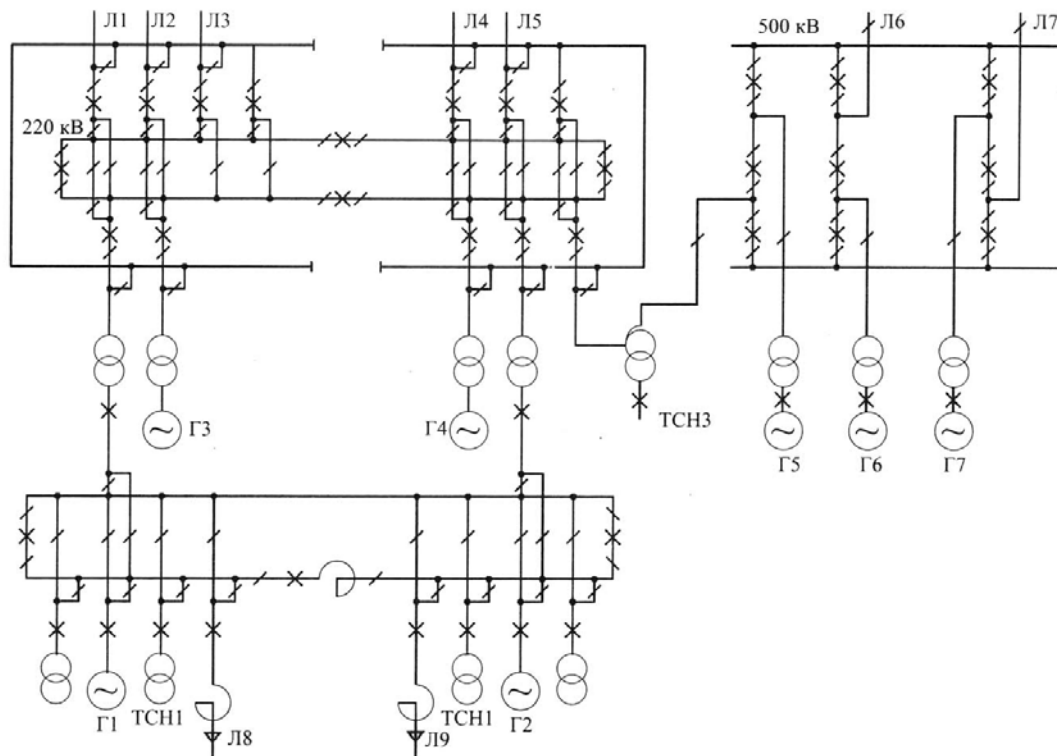 Л1 Л2 Л3 Л4 Л5 500 кВ Л6 Л7
220 кВ
Г3 Г4 ТСН3 Г5 Г6 Г7
Г1 ТСН1 ТСН1 Г2
Л8 Л9